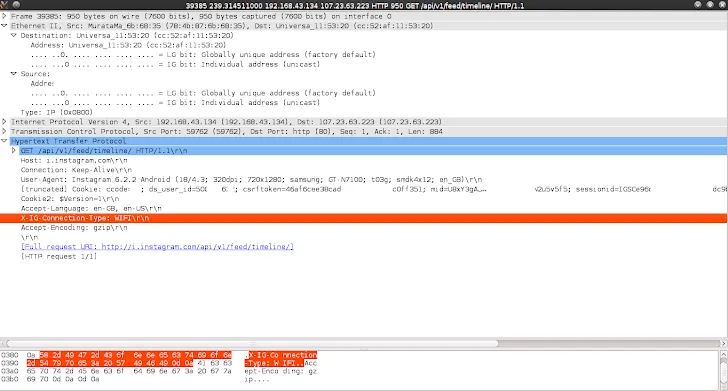 39385 239.314511000 192.168.43.134 107.23.63.223 HTTP 950 GET /api/v1/feed/timeline/ HTTP/1.1
Frame 39385: 950 bytes on wire (7600 bits), 950 bytes captured (7600 bits) on interface 0
Ethernet II, Src: MurataMa_6b:68:35 (78:4b:87:6b:68:35), Dst: Universa_11:53:20 (cc:52:af:11:53:20)
Destination: Universa_11:53:20 (cc:52:af:11:53:20)
Address: Universa_11:53:20 (cc:52:af:11:53:20)
.... ..0. .... .... .... .... = LG bit: Globally unique address (factory default)
.... ...0 .... .... .... .... = IG bit: Individual address (unicast)
Source:
Addre:
.... ..0. .... .... .... .... = LG bit: Globally unique address (factory default)
.... ...0 .... .... .... .... = IG bit: Individual address (unicast)
Type: IP (0x0800)
Internet Protocol Version 4, Src: 192.168.43.134 (192.168.43.134), Dst: 107.23.63.223 (107.23.63.223)
Transmission Control Protocol, Src Port: 59762 (59762), Dst Port: http (80), Seq: 1, Ack: 1, Len: 884
Hypertext Transfer Protocol
GET /api/v1/feed/timeline/ HTTP/1.1\r\n
Host: i.instagram.com\r\n
Connection: Keep-Alive\r\n
User-Agent: Instagram 6.2.2 Android (18/4.3; 320dpi; 720x1280; samsung; GT-N7100; t03g; smdk4x12; en_GB)\r\n
[truncated] Cookie: ccode= ; ds_user_id=500 6; csrftoken=46af6cee38cad c0ff351; mid=U8xY3gA_ v2u5v5f5; sessionid=IGSCe96c dc98
Cookie2: $Version=1\r\n
Accept-Language: en-GB, en-US\r\n
X-IG-Connection-Type: WIFI\r\n
Accept-Encoding: gzip\r\n
\r\n
[Full request URI: http://i.instagram.com/api/v1/feed/timeline/]
[HTTP request 1/1]
0380 0a 58 2d 49 47 2d 43 6f 6e 6e 65 63 74 69 6f 6e .X-IG-Co nnection
0390 2d 54 79 70 65 3a 20 57 49 46 49 0d 0a 41 63 63 -Type: W IFI..Acc
03a0 65 70 74 2d 45 6e 63 6f 64 69 6e 67 3a 20 67 7a ept-Enco ding: gz
03b0 69 70 0d 0a 0d 0a ip....